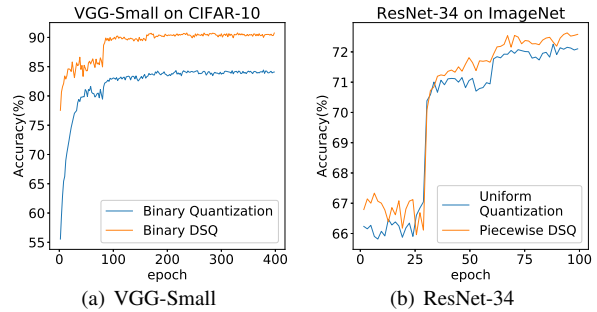 VGG-Small on CIFAR-10
90
85
80
75
70
65
60
55
Accuracy(%)
0
100
200
300
400
epoch
Binary Quantization
Binary DSQ
(a) VGG-Small
ResNet-34 on ImageNet
72
71
70
69
68
67
66
Accuracy(%)
0
25
50
75
100
epoch
Uniform
Quantization
Piecewise DSQ
(b) ResNet-34